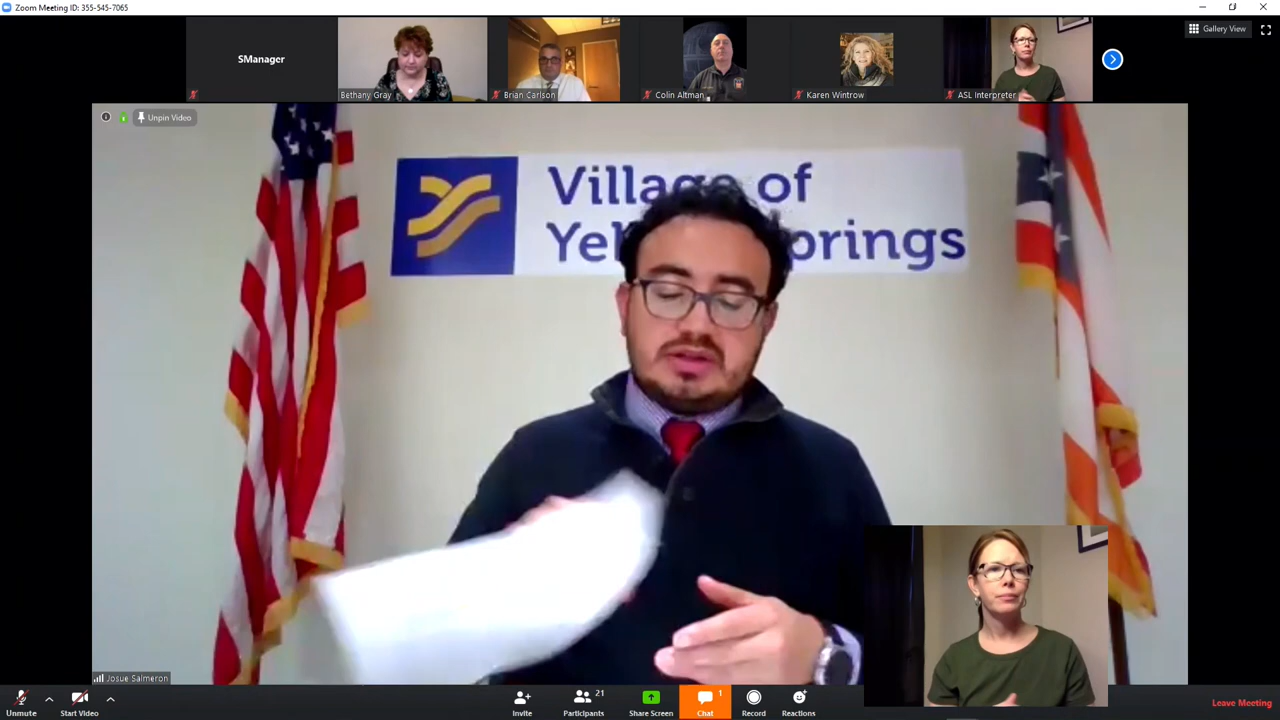 Zoom Meeting ID: 355-545-7065
Gallery View
SManager
Bethany Gray
Brian Carlson
Colin Altman
Karen Wintrow
ASL Interpreter
Unpin Video
Village of
Yel prings
Josue Salmeron
21
1
Unmute
Start Video
Invite
Participants
Share Screen
Chat
Record
Reactions
Leave Meeting